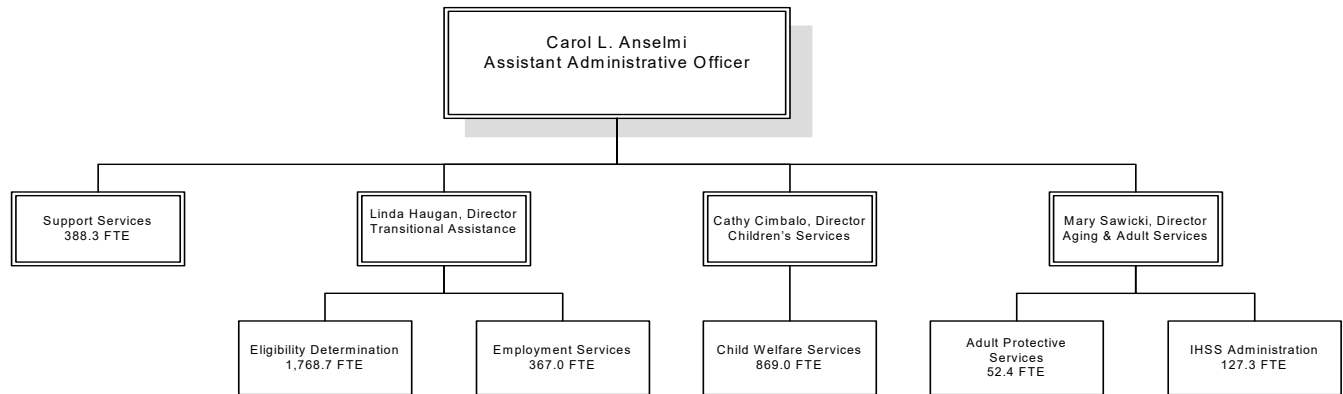 Carol L. Anselmi
Assistant Administrative Officer
Support Services
388.3 FTE
Linda Haugan, Director
Transitional Assistance
Cathy Cimbalo, Director
Children's Services
Mary Sawicki, Director
Aging & Adult Services
Eligibility Determination
1,768.7 FTE
Employment Services
367.0 FTE
Child Welfare Services
869.0 FTE
Adult Protective
Services
52.4 FTE
IHSS Administration
127.3 FTE